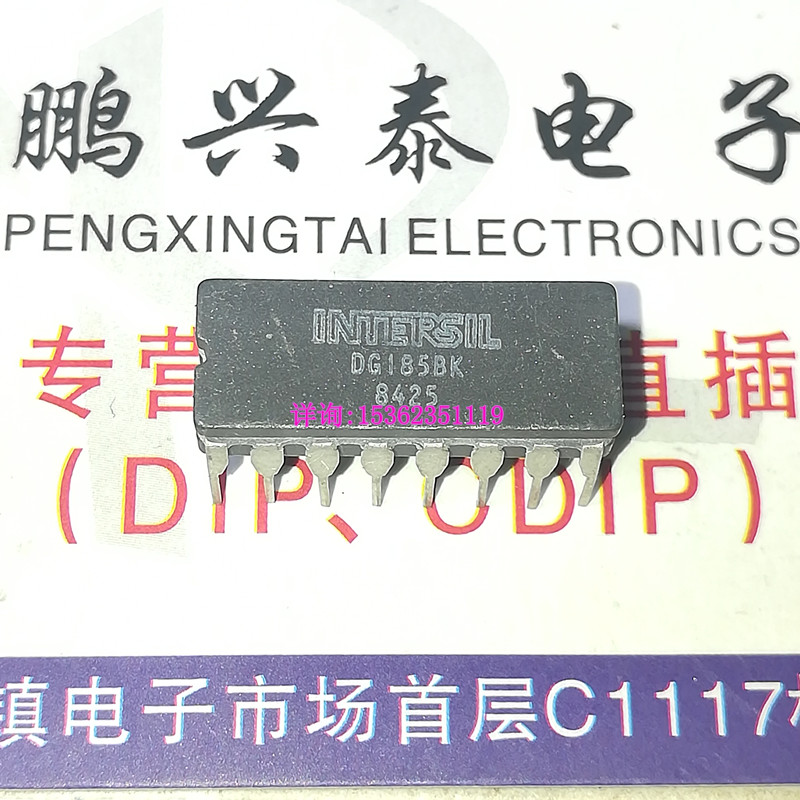 鹏兴泰电子
PENGXINGTAI ELECTRONICS
INTERSIL
DG185BK
8425
详询:15362351119
专营 直插
(DIP、CDIP)
镇电子市场首层C1117